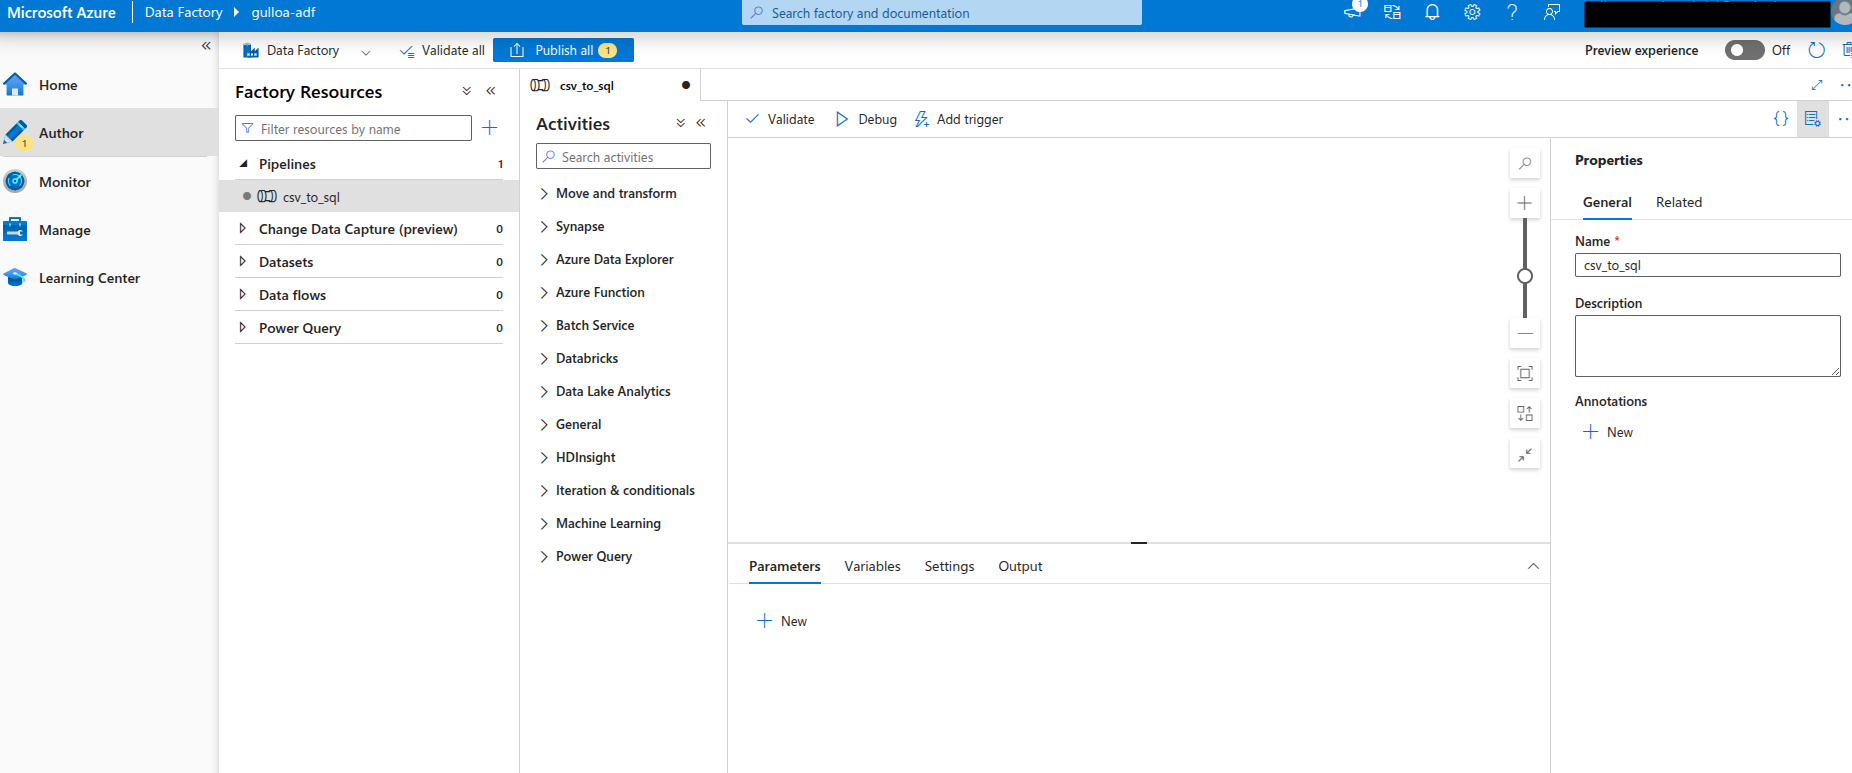 Microsoft Azure
Data Factory
gulloa-adf
Search factory and documentation
1
Data Factory
Validate all
Publish all 1
Preview experience
Off
Home
Author
1
Monitor
Manage
Learning Center
Factory Resources
Filter resources by name
Pipelines 1
csv_to_sql
Change Data Capture (preview) 0
Datasets 0
Data flows 0
Power Query 0
csv_to_sql
Activities
Search activities
Move and transform
Synapse
Azure Data Explorer
Azure Function
Batch Service
Databricks
Data Lake Analytics
General
HDInsight
Iteration & conditionals
Machine Learning
Power Query
Validate
Debug
Add trigger
Parameters
Variables
Settings
Output
New
Properties
General
Related
Name *
csv_to_sql
Description
Annotations
New